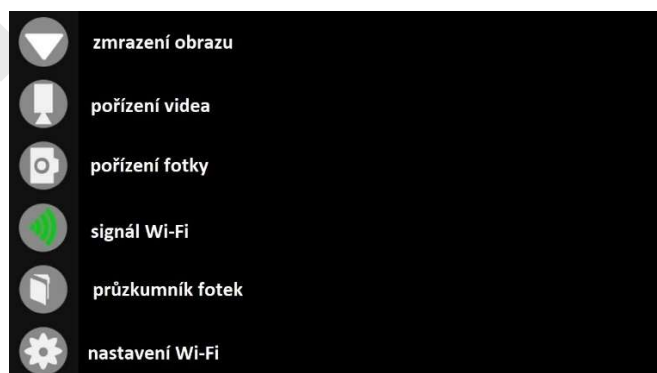 zmrazení obrazu
pořízení videa
pořízení fotky
signál Wi-Fi
průzkumník fotek
nastavení Wi-Fi